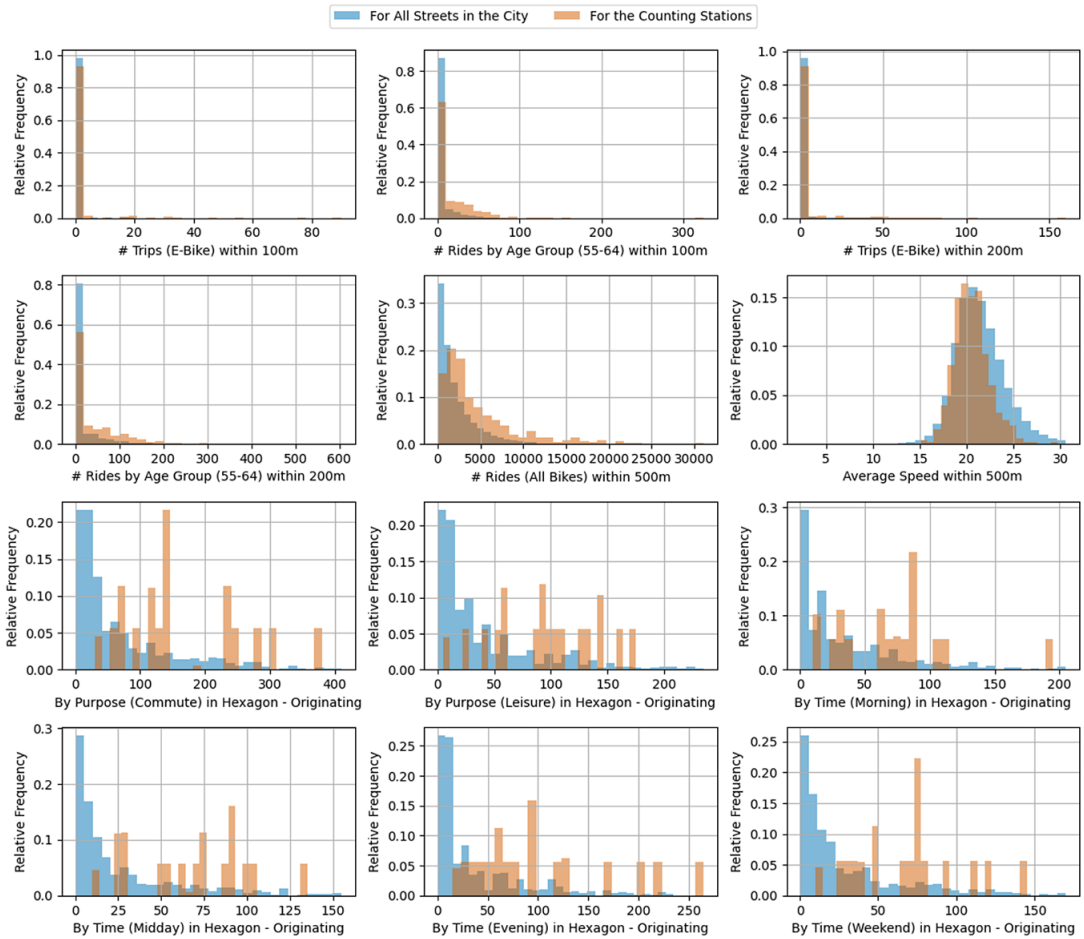 For All Streets in the City
For the Counting Stations
Relative Frequency
1.0
0.8
0.6
0.4
0.2
0.0
0 20 40 60 80
# Trips (E-Bike) within 100m
Relative Frequency
0.8
0.6
0.4
0.2
0.0
0 100 200 300
# Rides by Age Group (55-64) within 100m
Relative Frequency
1.0
0.8
0.6
0.4
0.2
0.0
0 50 100 150
# Trips (E-Bike) within 200m
Relative Frequency
0.8
0.6
0.4
0.2
0.0
0 100 200 300 400 500 600
# Rides by Age Group (55-64) within 200m
Relative Frequency
0.3
0.2
0.1
0.0
0 5000 10000 15000 20000 25000 30000
# Rides (All Bikes) within 500m
Relative Frequency
0.15
0.10
0.05
0.00
5 10 15 20 25 30
Average Speed within 500m
Relative Frequency
0.20
0.15
0.10
0.05
0.00
0 100 200 300 400
By Purpose (Commute) in Hexagon - Originating
Relative Frequency
0.20
0.15
0.10
0.05
0.00
0 50 100 150 200
By Purpose (Leisure) in Hexagon - Originating
Relative Frequency
0.3
0.2
0.1
0.0
0 50 100 150 200
By Time (Morning) in Hexagon - Originating
Relative Frequency
0.3
0.2
0.1
0.0
0 25 50 75 100 125 150
By Time (Midday) in Hexagon - Originating
Relative Frequency
0.25
0.20
0.15
0.10
0.05
0.00
0 50 100 150 200 250
By Time (Evening) in Hexagon - Originating
Relative Frequency
0.25
0.20
0.15
0.10
0.05
0.00
0 50 100 150
By Time (Weekend) in Hexagon - Originating